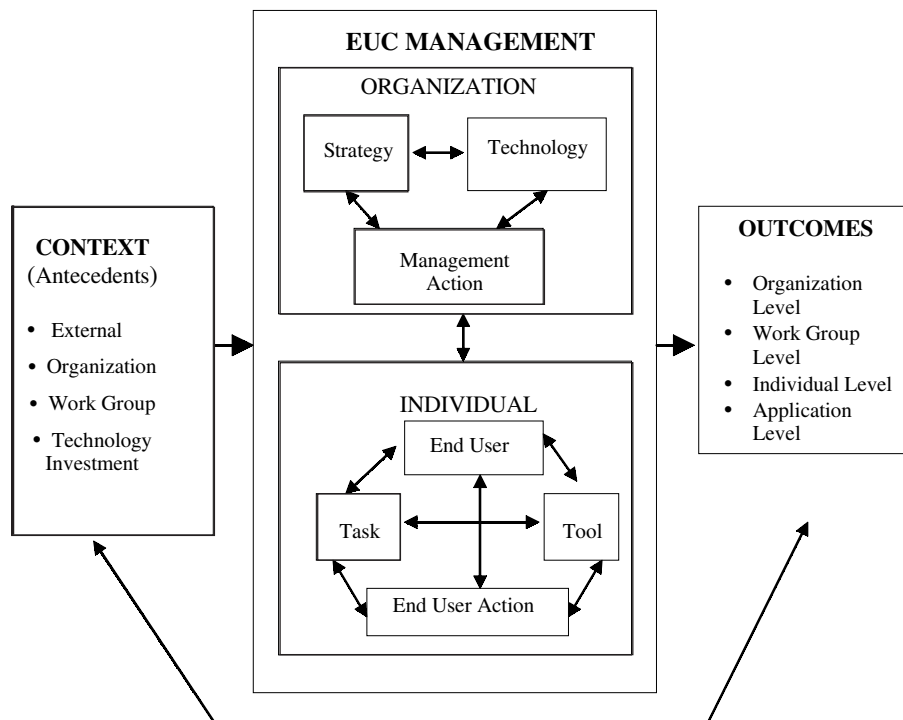 EUC MANAGEMENT
ORGANIZATION
Strategy
Technology
Management
Action
CONTEXT
(Antecedents)
• External
• Organization
• Work Group
• Technology
Investment
INDIVIDUAL
End User
Task
Tool
End User Action
OUTCOMES
• Organization
Level
• Work Group
Level
• Individual Level
• Application
Level